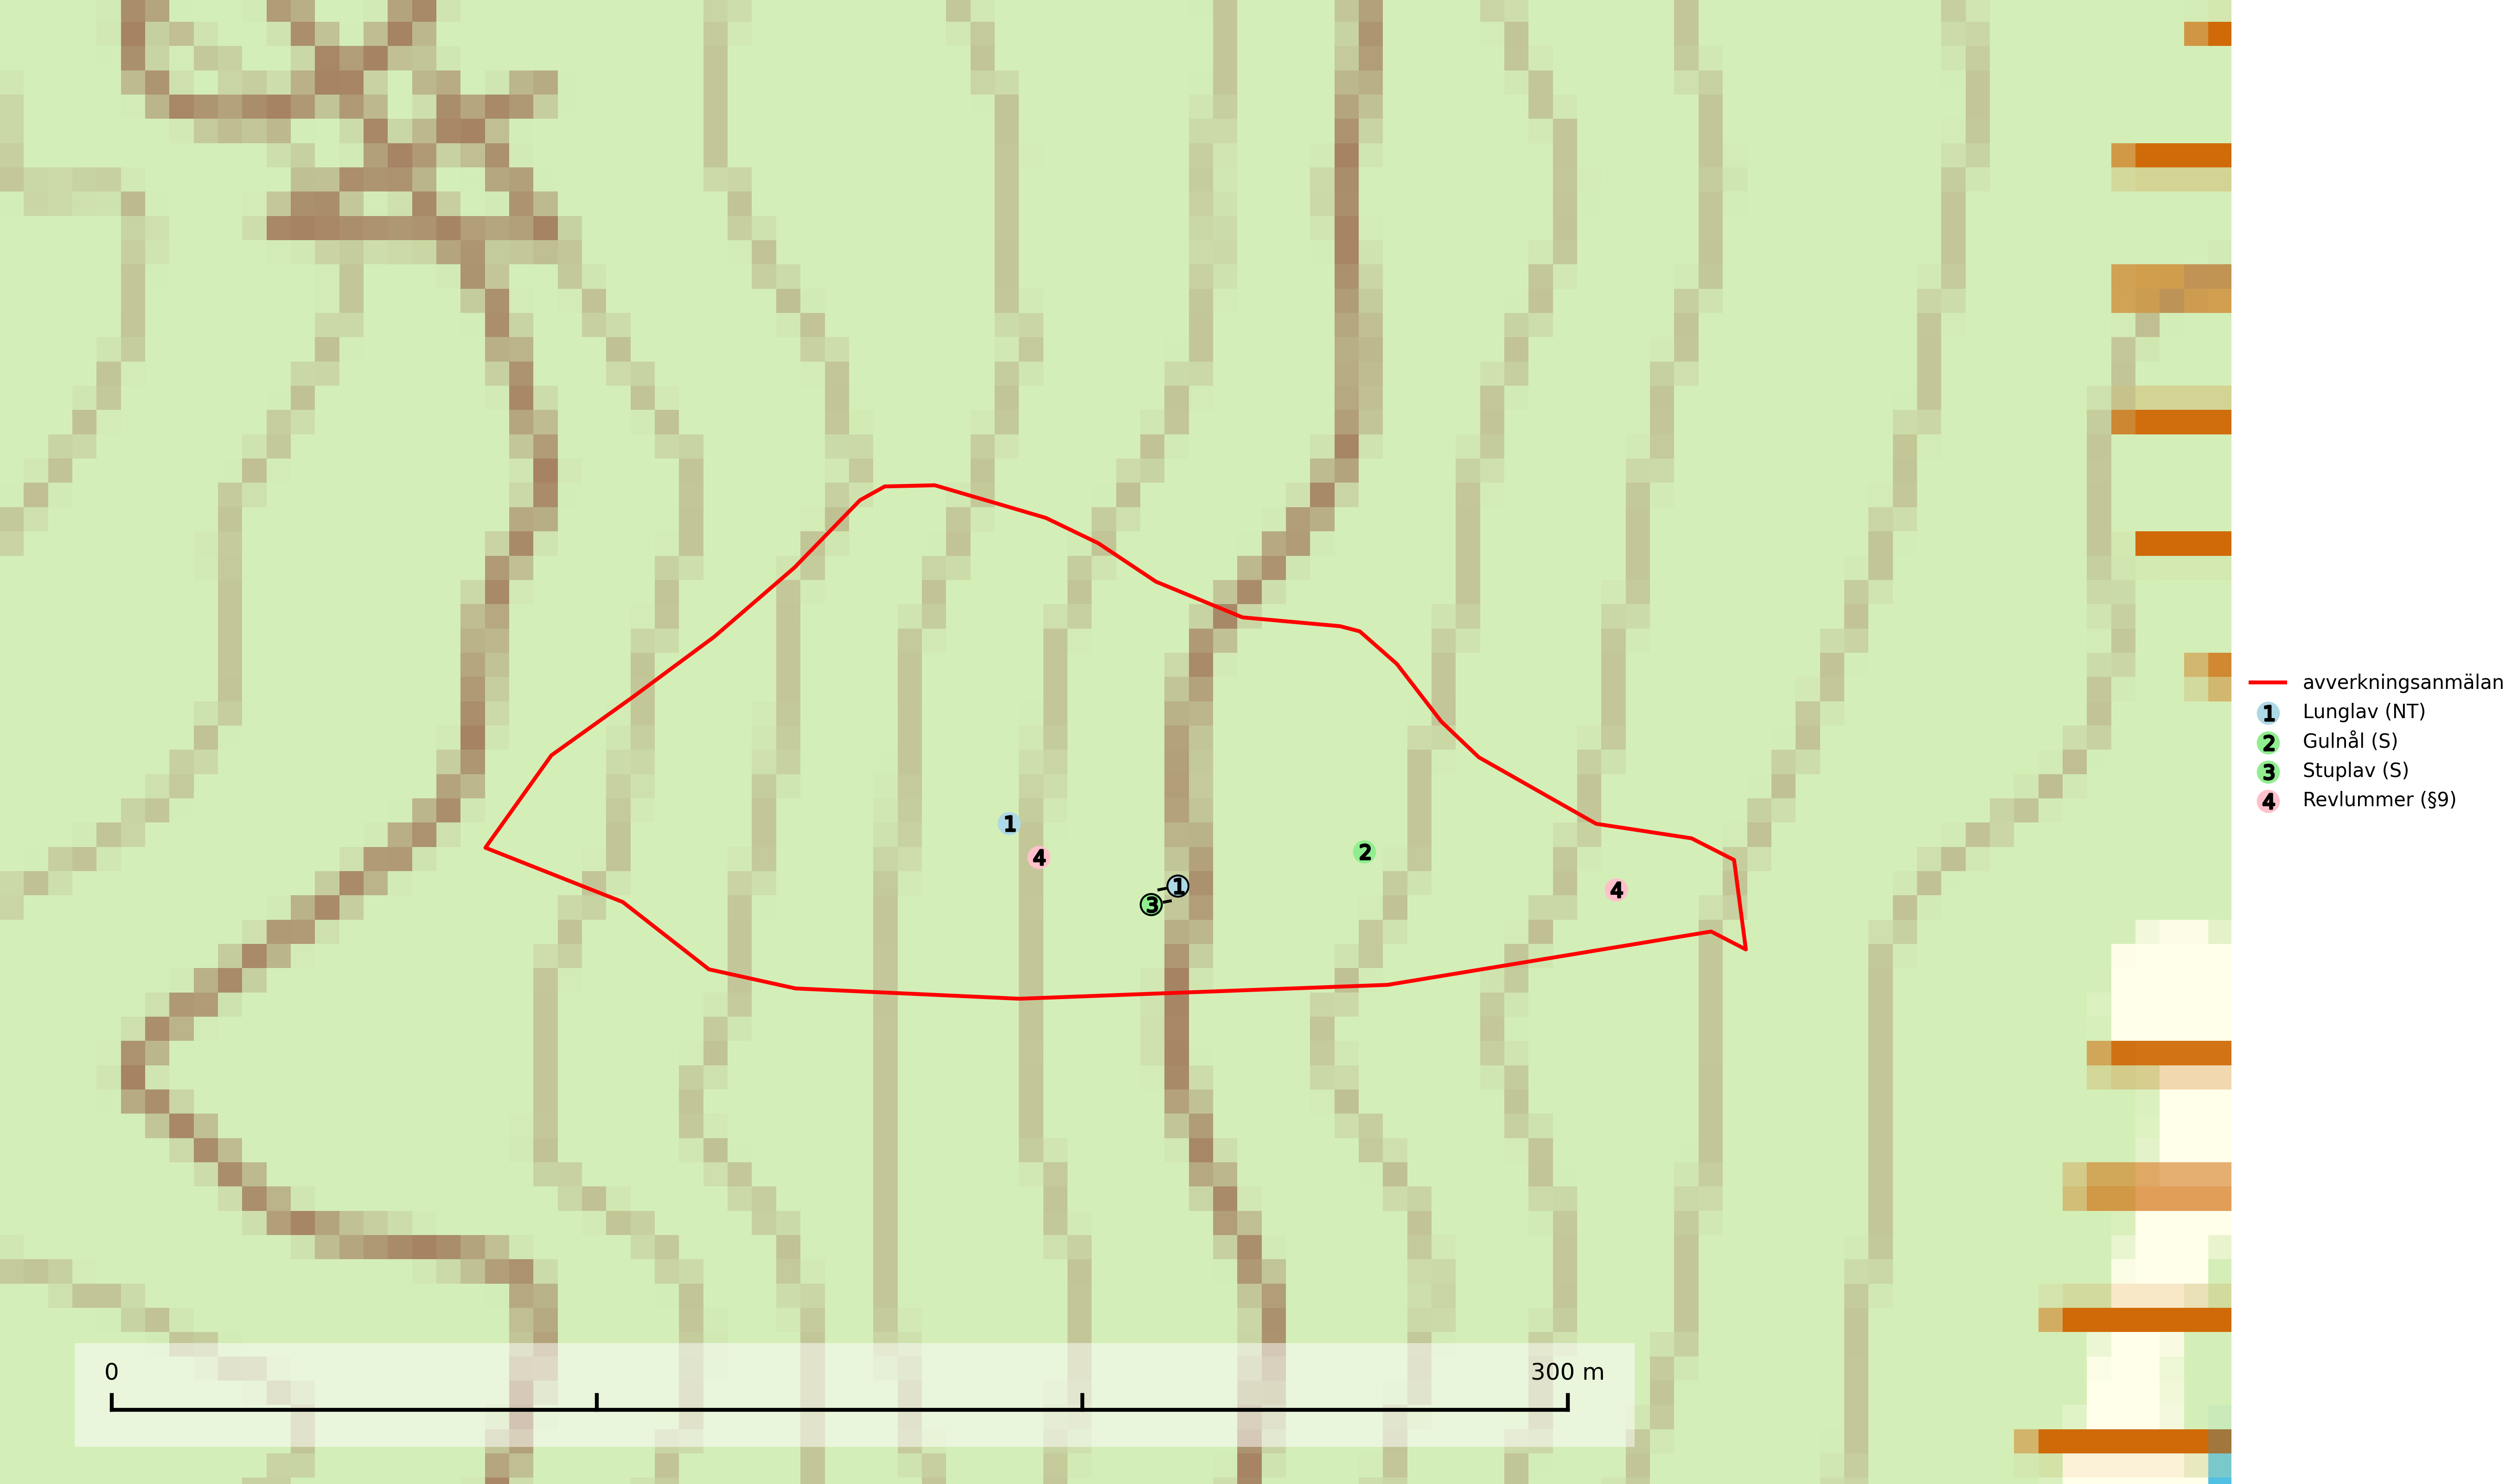 1
4
2
1
3
4
avverkningsanmälan
1 Lunglav (NT)
2 Gulnål (S)
3 Stuplav (S)
4 Revlummer (§9)
0 300 m